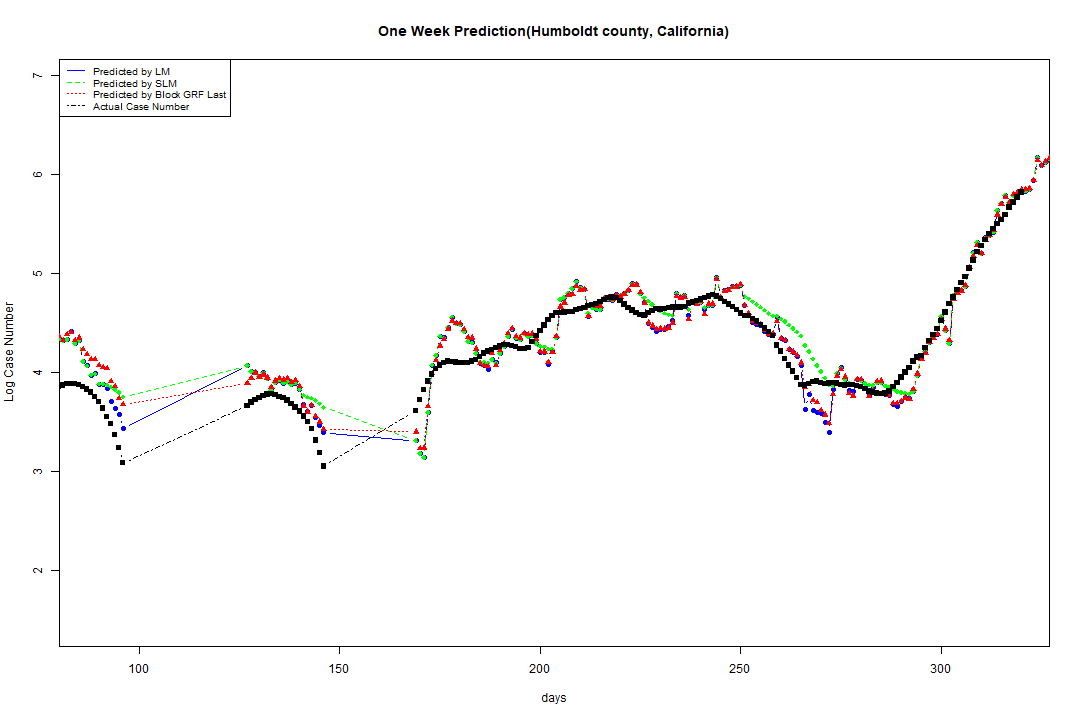 One Week Prediction(Humboldt county, California)
Predicted by LM
Predicted by SLM
Predicted by Block GRF Last
Actual Case Number
Log Case Number
7
6
5
4
3
2
100 150 200 250 300
days